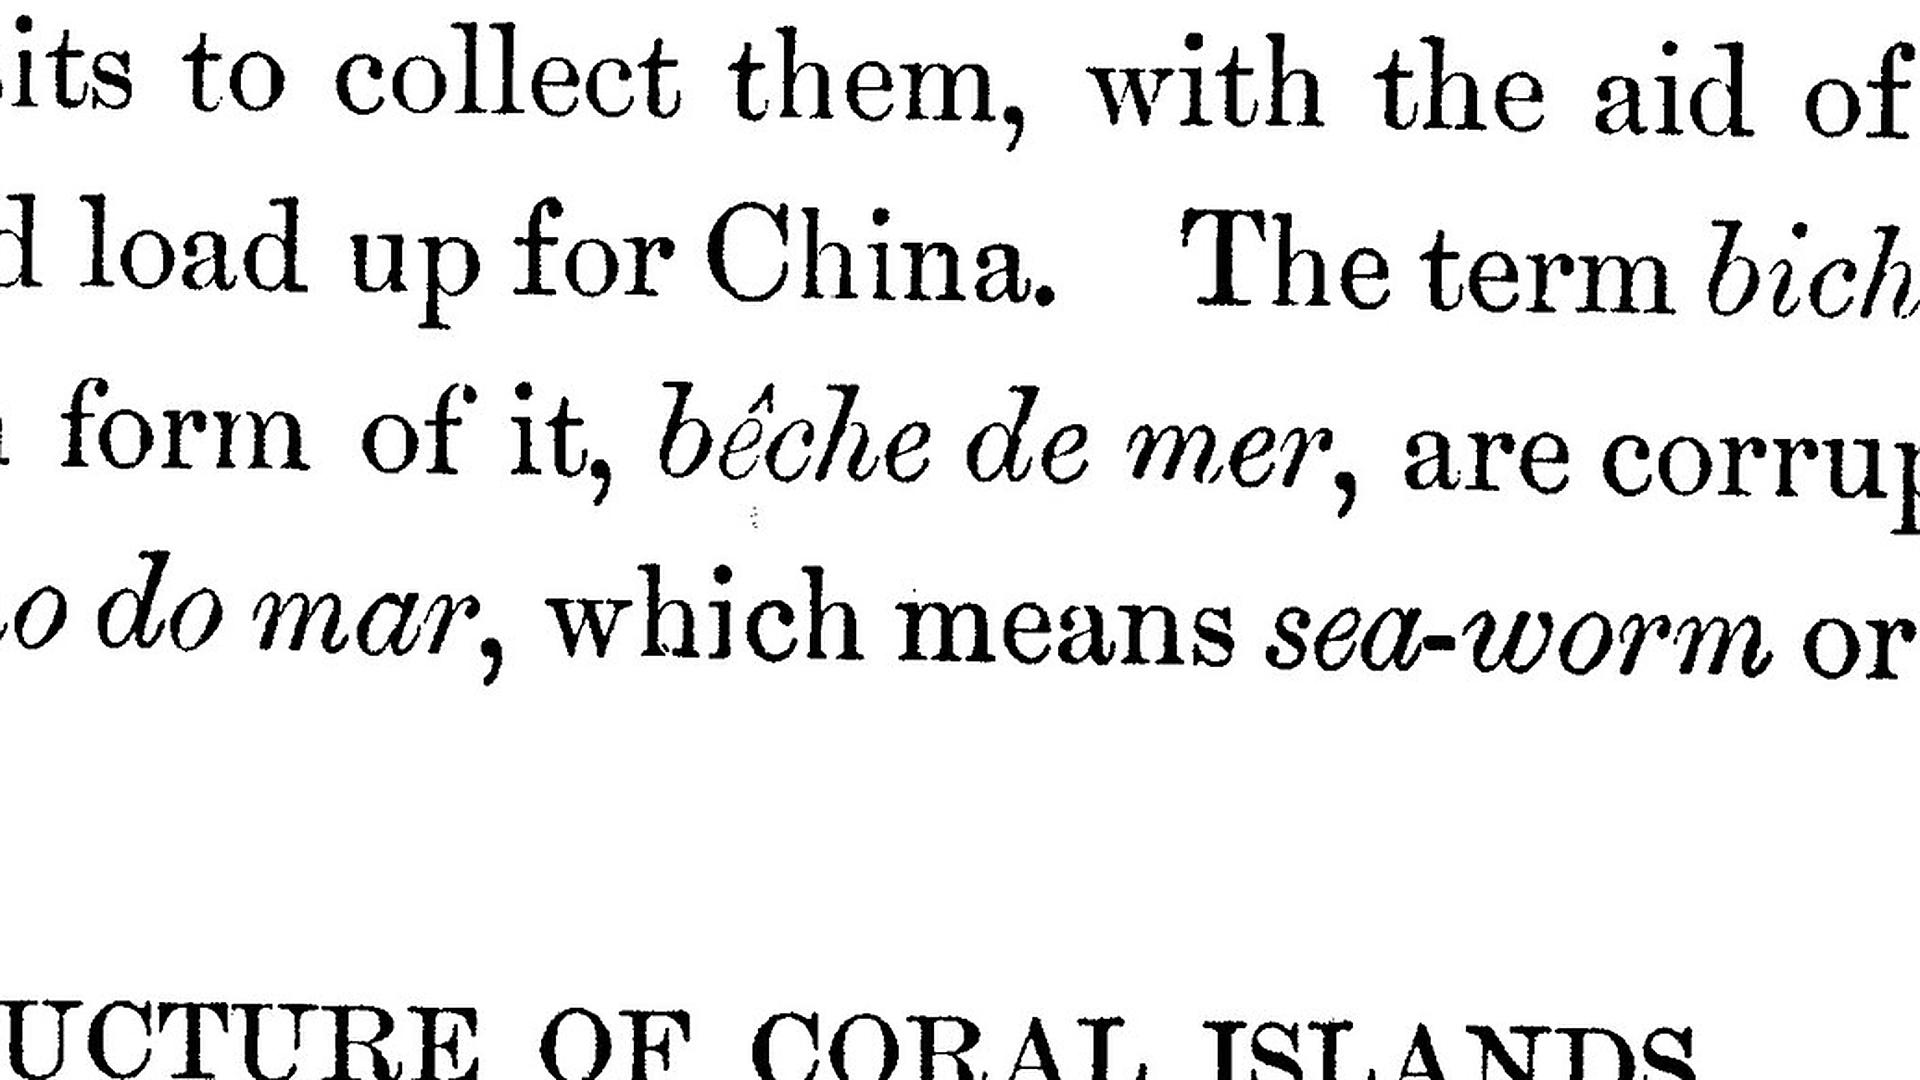 its to collect them, with the aid of
d load up for China. The term bich
form of it, bêche de mer, are corrup
o do mar, which means sea-worm or
UCTURE OF CORAL ISLANDS